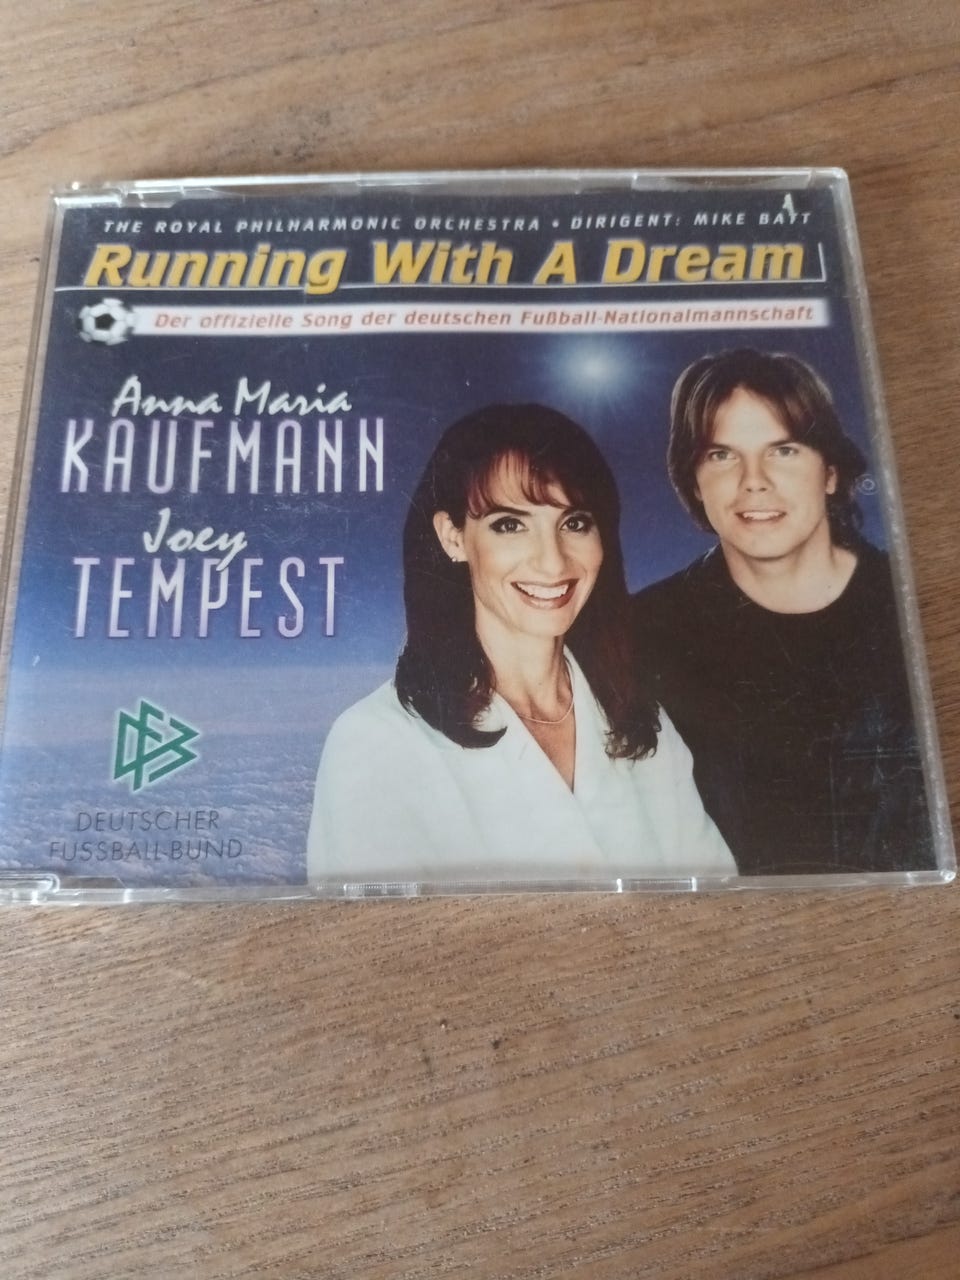 THE ROYAL PHILHARMONIC ORCHESTRA • DIRIGENT: MIKE BATT
Running With A Dream
Der offizielle Song der deutschen Fußball-Nationalmannschaft
Anna Maria
KAUFMANN
Joey
TEMPEST
DFB
DEUTSCHER
FUSSBALL-BUND